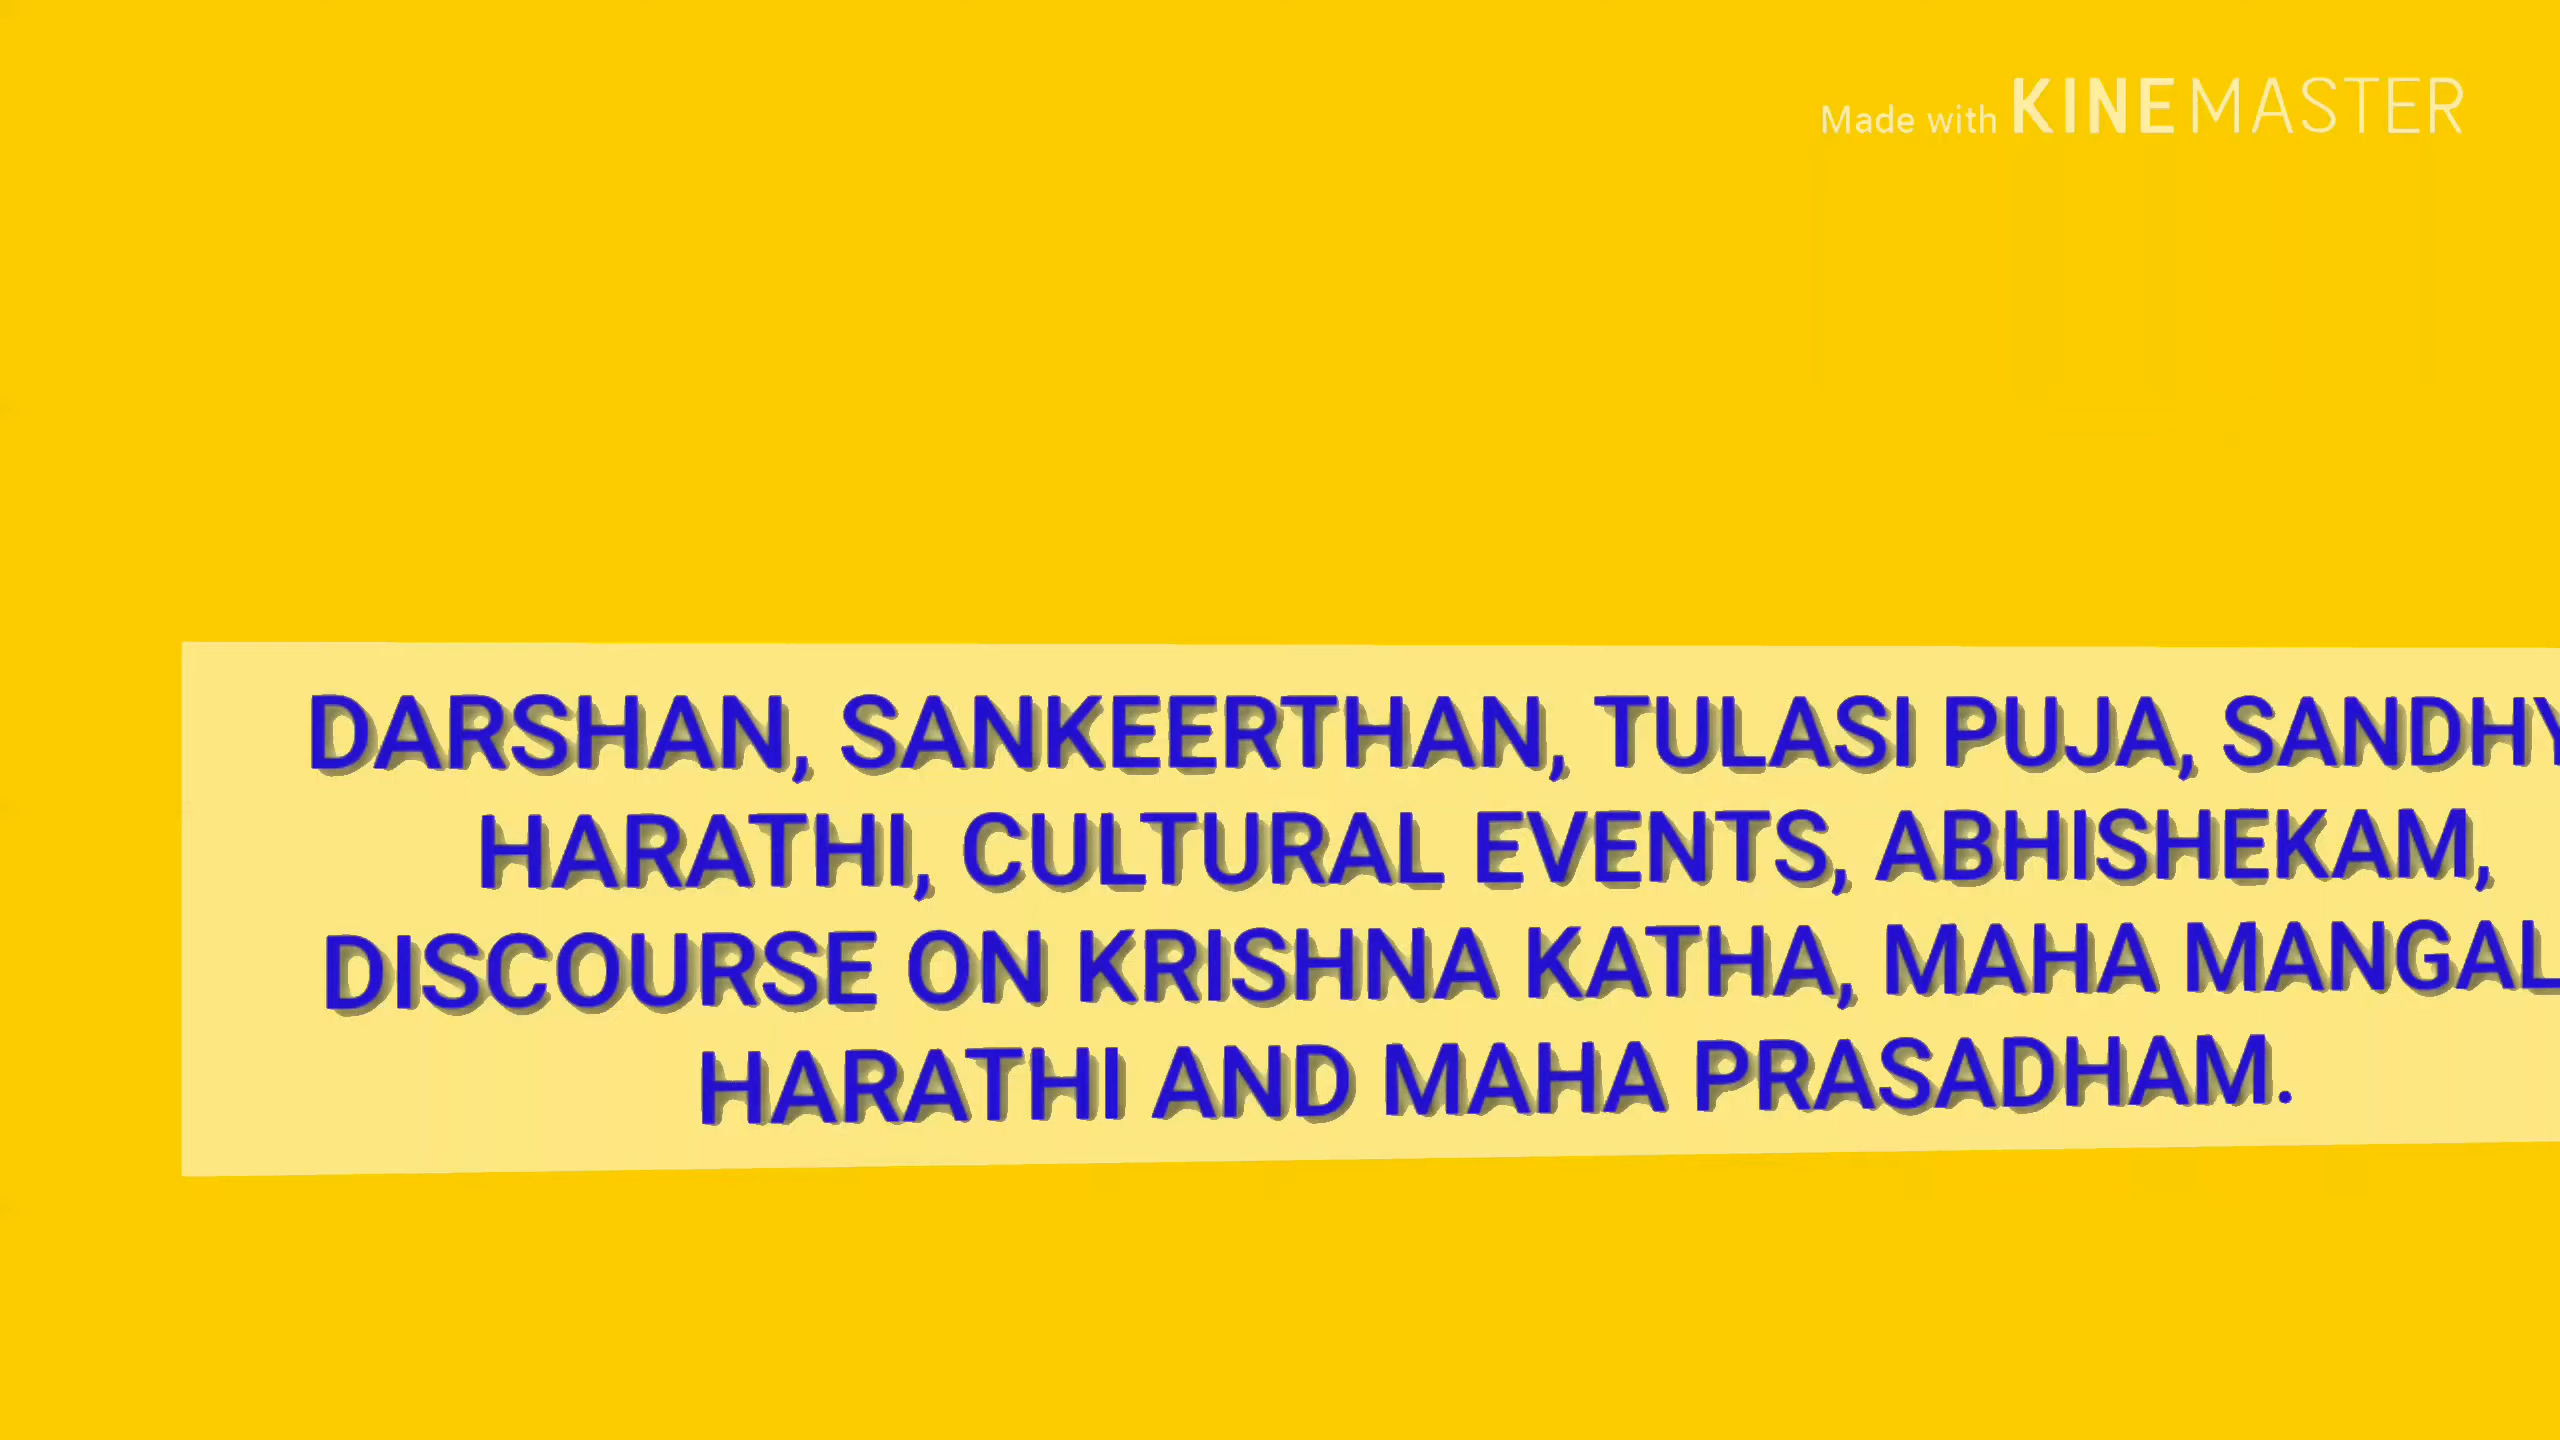 Made with KINEMASTER
DARSHAN, SANKEERTHAN, TULASI PUJA, SANDHY
HARATHI, CULTURAL EVENTS, ABHISHEKAM,
DISCOURSE ON KRISHNA KATHA, MAHA MANGAL
HARATHI AND MAHA PRASADHAM.